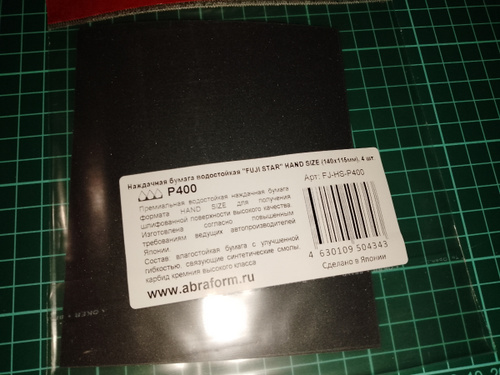 Наждачная бумага водостойкая "FUJI STAR" HAND SIZE (140x115мм), 4 шт.
P400
Арт: FJ-HS-P400
Премиальная водостойкая наждачная бумага
формата HAND SIZE для получения
шлифованной поверхности высокого качества.
Изготовлена согласно повышенным
требованиям ведущих автопроизводителей
Японии.
Состав: влагостойкая бумага с улучшенной
гибкостью, связующие синтетические смолы,
карбид кремния высокого класса
www.abraform.ru
4 630109 504343
Сделано в Японии